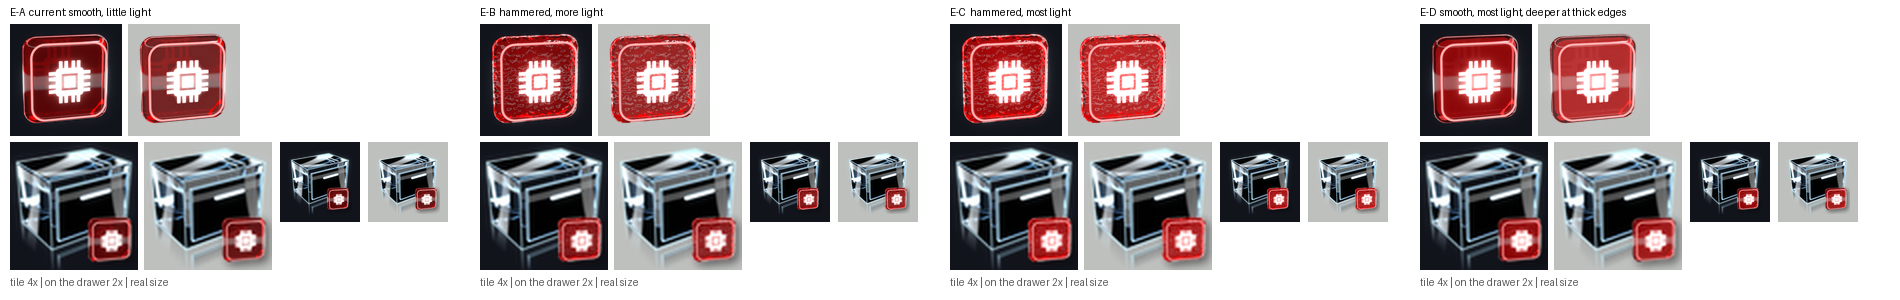 E-A current: smooth, little light
E-B hammered, more light
E-C hammered, most light
E-D smooth, most light, deeper at thick edges
tile 4x | on the drawer 2x | real size
tile 4x | on the drawer 2x | real size
tile 4x | on the drawer 2x | real size
tile 4x | on the drawer 2x | real size